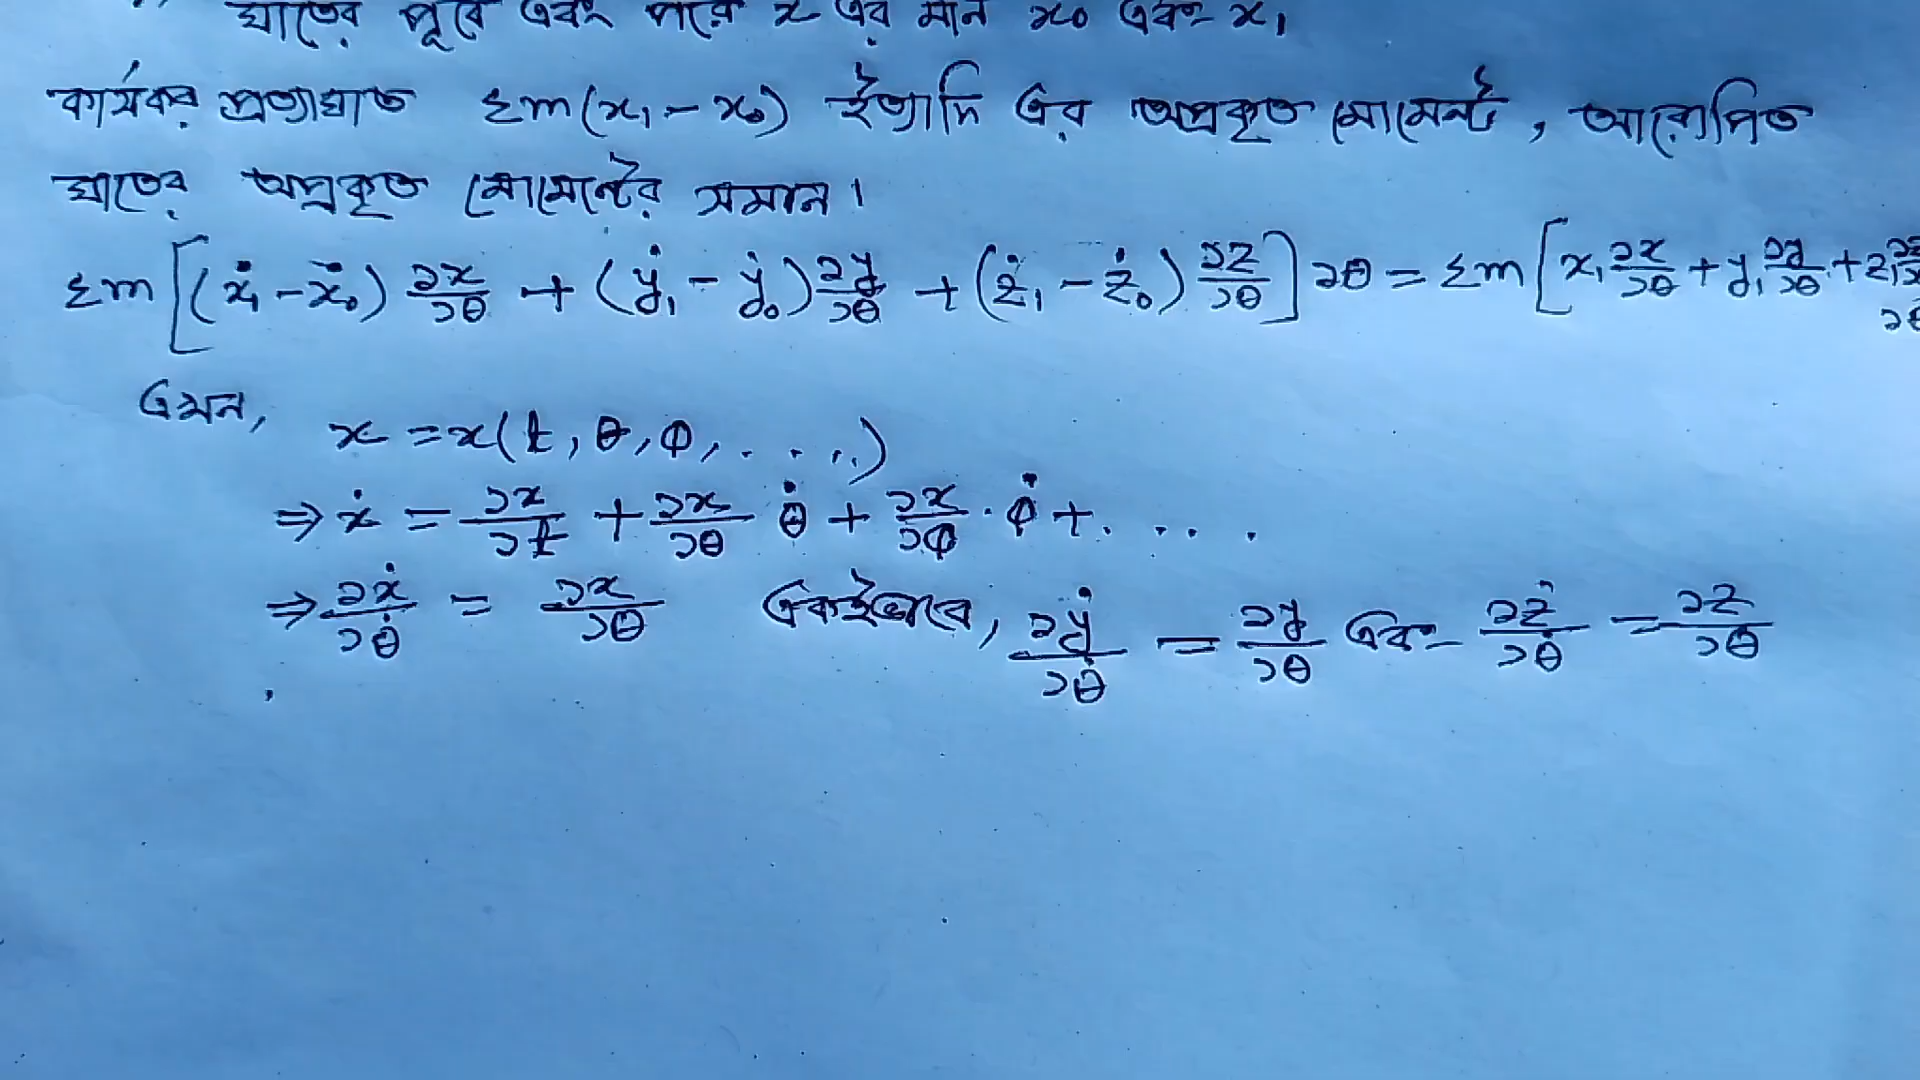 ঘাতের পূর্বে এবং পরে x এর মান x₀ এবং x₁
কার্যকর প্রত্যাঘাত Σm(x₁ – x₀) ইত্যাদি এর অপ্রকৃত মোমেন্ট, আরোপিত
ঘাতের অপ্রকৃত মোমেন্টের সমান।
Σm[(ẋ₁ – ẋ₀) ∂x/∂θ + (ẏ₁ – ẏ₀) ∂y/∂θ + (ż₁ – ż₀) ∂z/∂θ] ∂θ = Σm[x₁ ∂x/∂θ + y₁ ∂y/∂θ + z₁ ∂z/∂θ
এখন,
x = x(t, θ, φ, . . . .)
⇒ ẋ = ∂x/∂t + ∂x/∂θ θ̇ + ∂x/∂φ · φ̇ + . . . .
⇒ ∂ẋ/∂θ̇ = ∂x/∂θ একইভাবে, ∂ẏ/∂θ̇ = ∂y/∂θ এবং ∂ż/∂θ̇ = ∂z/∂θ